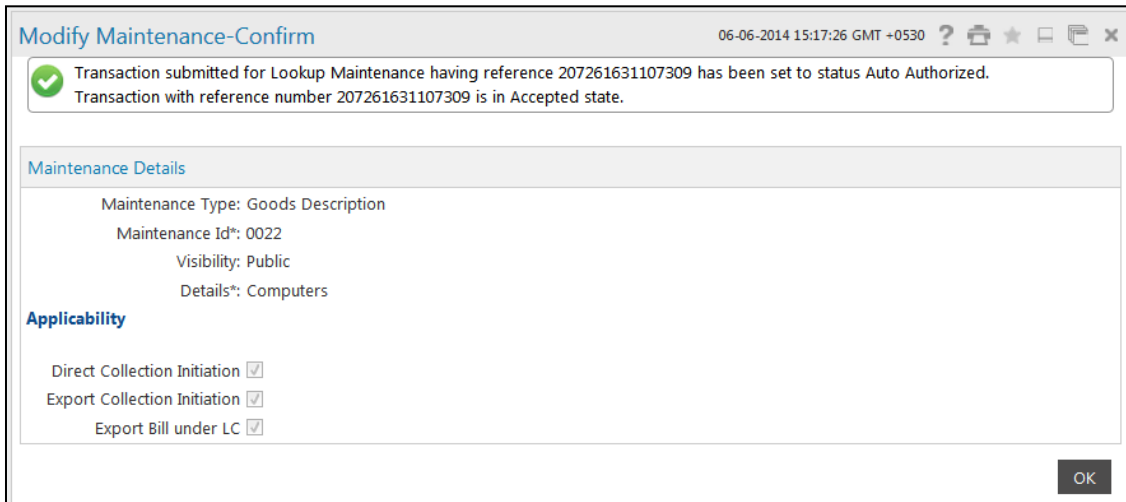 Modify Maintenance-Confirm 06-06-2014 15:17:26 GMT +0530
Transaction submitted for Lookup Maintenance having reference 207261631107309 has been set to status Auto Authorized.
Transaction with reference number 207261631107309 is in Accepted state.
Maintenance Details
Maintenance Type: Goods Description
Maintenance Id*: 0022
Visibility: Public
Details*: Computers
Applicability
Direct Collection Initiation
Export Collection Initiation
Export Bill under LC
OK